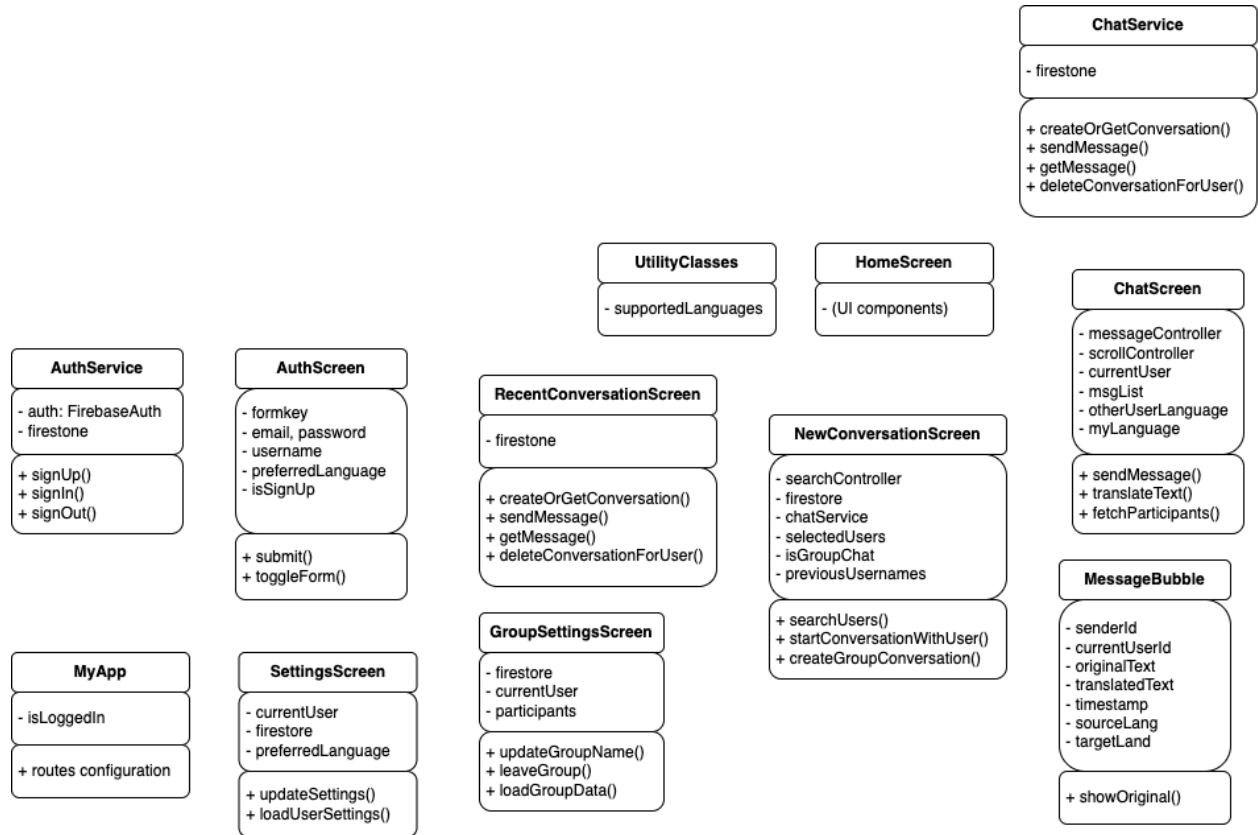 ChatService
- firestone
+ createOrGetConversation()
+ sendMessage()
+ getMessage()
+ deleteConversationForUser()
UtilityClasses
- supportedLanguages
HomeScreen
- (UI components)
ChatScreen
- messageController
- scrollController
- currentUser
- msgList
- otherUserLanguage
- myLanguage
+ sendMessage()
+ translateText()
+ fetchParticipants()
AuthService
- auth: FirebaseAuth
- firestone
+ signUp()
+ signIn()
+ signOut()
AuthScreen
- formkey
- email, password
- username
- preferredLanguage
- isSignUp
+ submit()
+ toggleForm()
RecentConversationScreen
- firestone
+ createOrGetConversation()
+ sendMessage()
+ getMessage()
+ deleteConversationForUser()
NewConversationScreen
- searchController
- firestore
- chatService
- selectedUsers
- isGroupChat
- previousUsernames
+ searchUsers()
+ startConversationWithUser()
+ createGroupConversation()
MessageBubble
- senderId
- currentUserId
- originalText
- translatedText
- timestamp
- sourceLang
- targetLand
+ showOriginal()
MyApp
- isLoggedIn
+ routes configuration
SettingsScreen
- currentUser
- firestore
- preferredLanguage
+ updateSettings()
+ loadUserSettings()
GroupSettingsScreen
- firestore
- currentUser
- participants
+ updateGroupName()
+ leaveGroup()
+ loadGroupData()